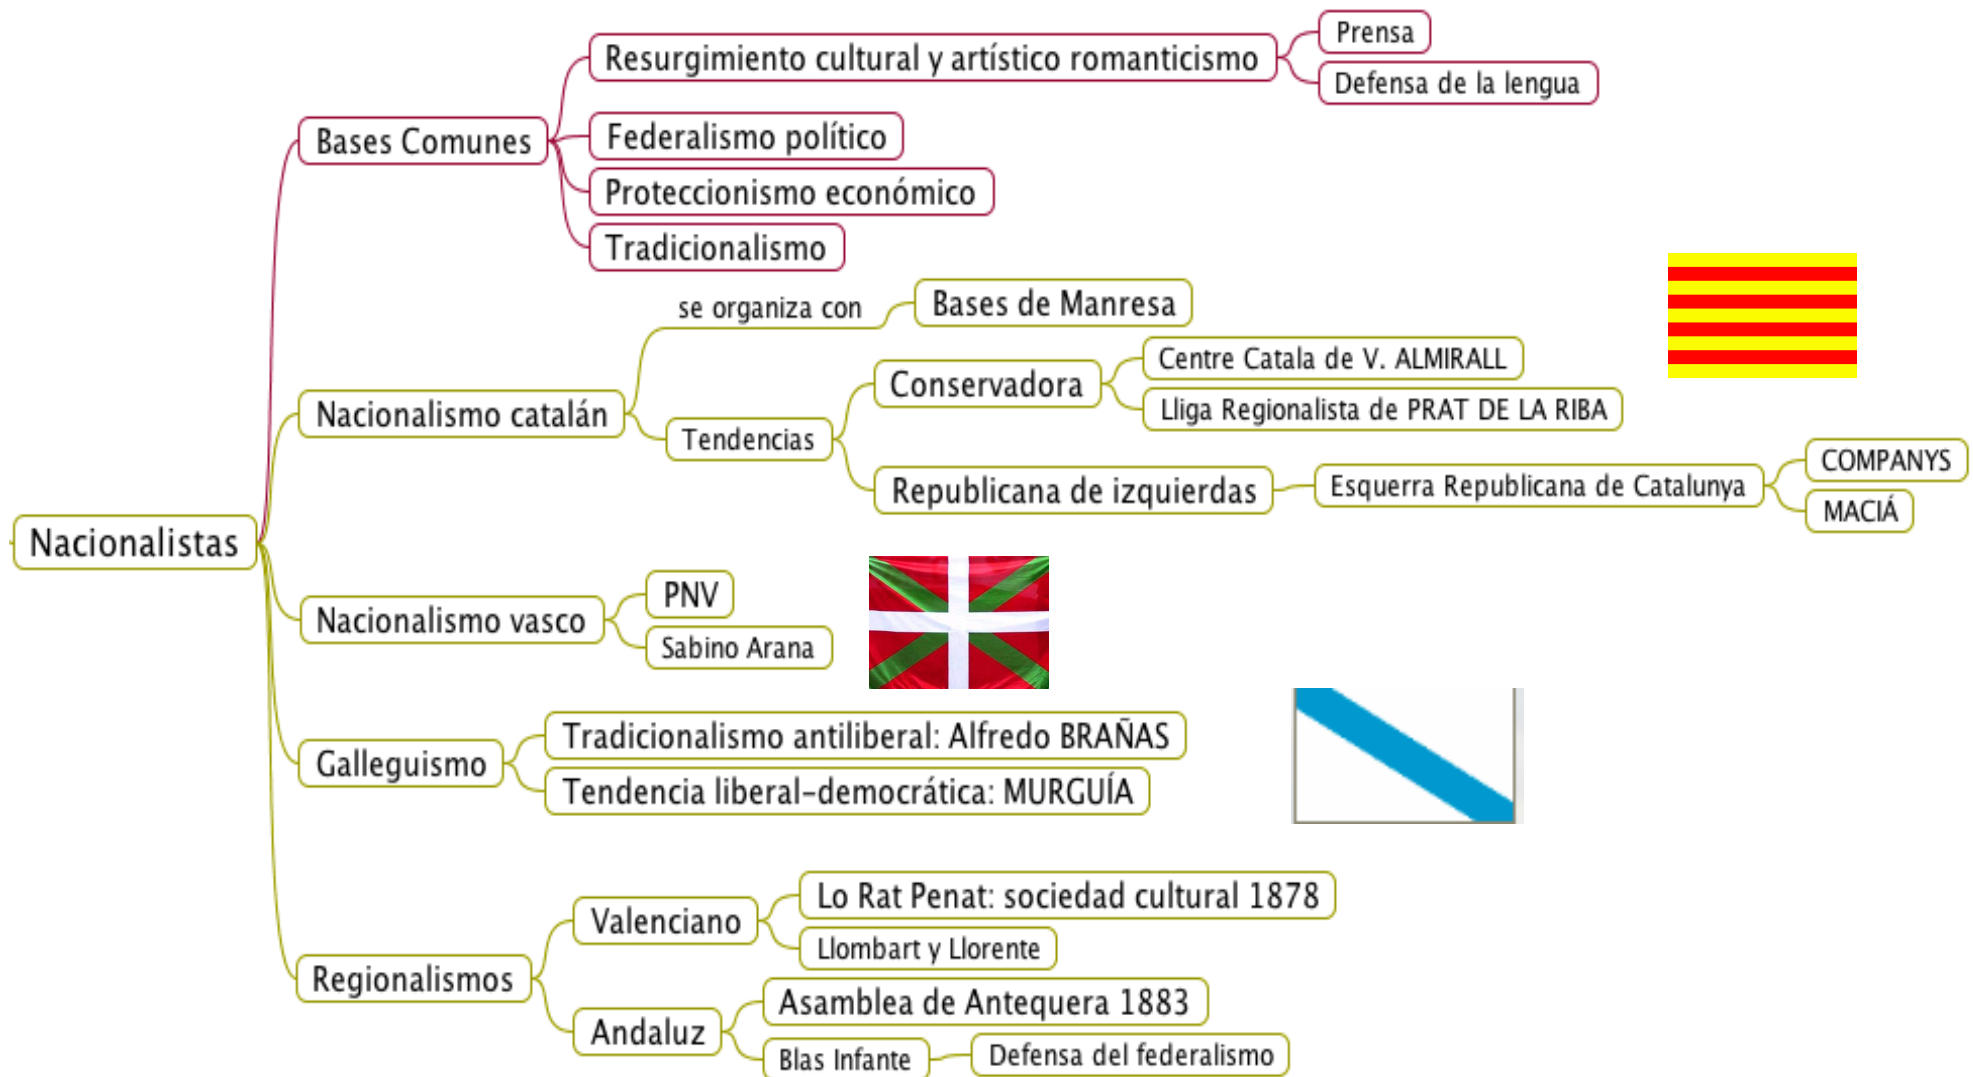 Nacionalistas
Bases Comunes
Resurgimiento cultural y artístico romanticismo
Prensa
Defensa de la lengua
Federalismo político
Proteccionismo económico
Tradicionalismo
Nacionalismo catalán
se organiza con
Bases de Manresa
Tendencias
Conservadora
Centre Catala de V. ALMIRALL
Lliga Regionalista de PRAT DE LA RIBA
Republicana de izquierdas
Esquerra Republicana de Catalunya
COMPANYS
MACIÁ
Nacionalismo vasco
PNV
Sabino Arana
Galleguismo
Tradicionalismo antiliberal: Alfredo BRAÑAS
Tendencia liberal-democrática: MURGUÍA
Regionalismos
Valenciano
Lo Rat Penat: sociedad cultural 1878
Llombart y Llorente
Andaluz
Asamblea de Antequera 1883
Blas Infante
Defensa del federalismo